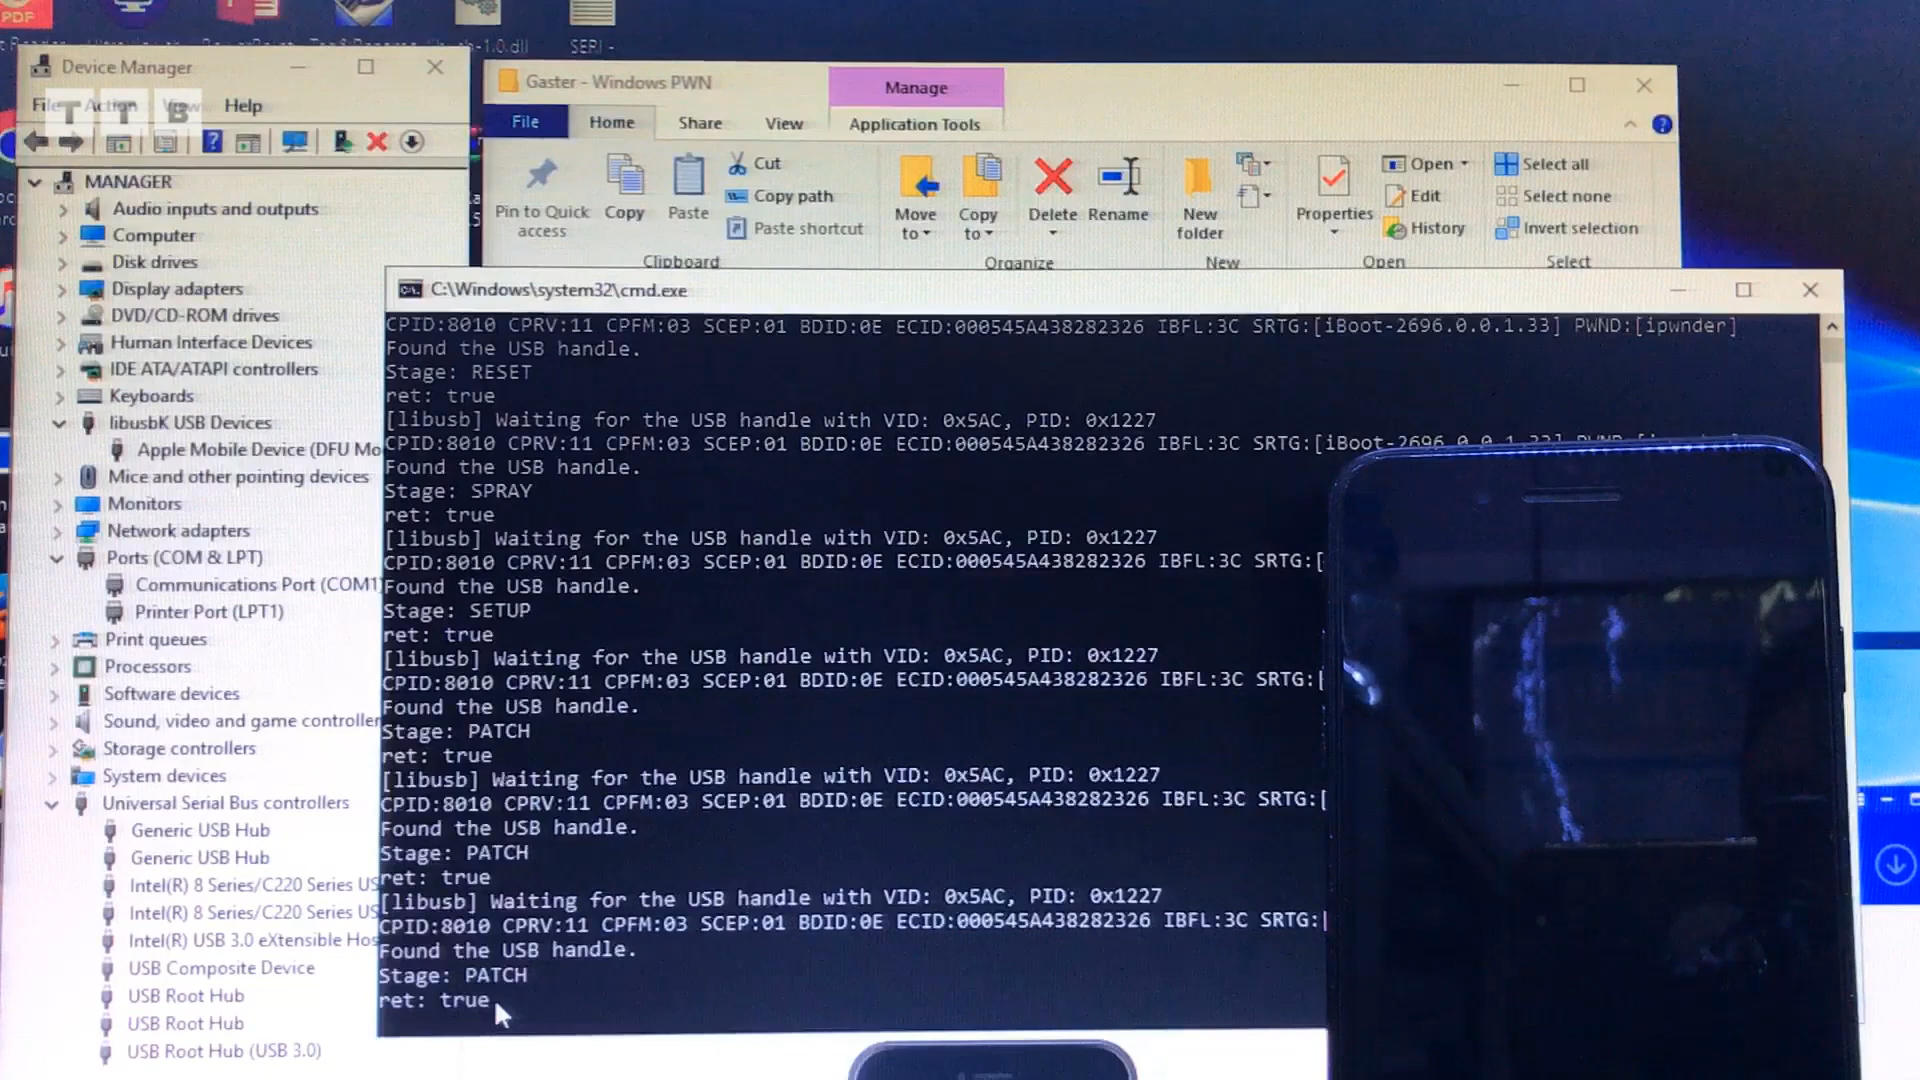 PDF
-1.0.dll
SERI -
Device Manager
TTB
File Action View Help
MANAGER
Audio inputs and outputs
Computer
Disk drives
Display adapters
DVD/CD-ROM drives
Human Interface Devices
IDE ATA/ATAPI controllers
Keyboards
libusbK USB Devices
Apple Mobile Device (DFU Mo
Mice and other pointing devices
Monitors
Network adapters
Ports (COM & LPT)
Communications Port (COM1)
Printer Port (LPT1)
Print queues
Processors
Software devices
Sound, video and game controller
Storage controllers
System devices
Universal Serial Bus controllers
Generic USB Hub
Generic USB Hub
Intel(R) 8 Series/C220 Series US
Intel(R) 8 Series/C220 Series US
Intel(R) USB 3.0 eXtensible Hos
USB Composite Device
USB Root Hub
USB Root Hub
USB Root Hub (USB 3.0)
Gaster - Windows PWN
Manage
File Home Share View Application Tools
Pin to Quick access
Copy
Paste
Cut
Copy path
Paste shortcut
Clipboard
Move to
Copy to
Delete
Rename
Organize
New folder
New
Properties
Open
Edit
History
Open
Select all
Select none
Invert selection
Select
C:\Windows\system32\cmd.exe
CPID:8010 CPRV:11 CPFM:03 SCEP:01 BDID:0E ECID:000545A438282326 IBFL:3C SRTG:[iBoot-2696.0.0.1.33] PWND:[ipwnder]
Found the USB handle.
Stage: RESET
ret: true
[libusb] Waiting for the USB handle with VID: 0x5AC, PID: 0x1227
CPID:8010 CPRV:11 CPFM:03 SCEP:01 BDID:0E ECID:000545A438282326 IBFL:3C SRTG:[iBoot-2696.0.0.1.33]
Found the USB handle.
Stage: SPRAY
ret: true
[libusb] Waiting for the USB handle with VID: 0x5AC, PID: 0x1227
CPID:8010 CPRV:11 CPFM:03 SCEP:01 BDID:0E ECID:000545A438282326 IBFL:3C SRTG:[
Found the USB handle.
Stage: SETUP
ret: true
[libusb] Waiting for the USB handle with VID: 0x5AC, PID: 0x1227
CPID:8010 CPRV:11 CPFM:03 SCEP:01 BDID:0E ECID:000545A438282326 IBFL:3C SRTG:[
Found the USB handle.
Stage: PATCH
ret: true
[libusb] Waiting for the USB handle with VID: 0x5AC, PID: 0x1227
CPID:8010 CPRV:11 CPFM:03 SCEP:01 BDID:0E ECID:000545A438282326 IBFL:3C SRTG:[
Found the USB handle.
Stage: PATCH
ret: true
[libusb] Waiting for the USB handle with VID: 0x5AC, PID: 0x1227
CPID:8010 CPRV:11 CPFM:03 SCEP:01 BDID:0E ECID:000545A438282326 IBFL:3C SRTG:
Found the USB handle.
Stage: PATCH
ret: true